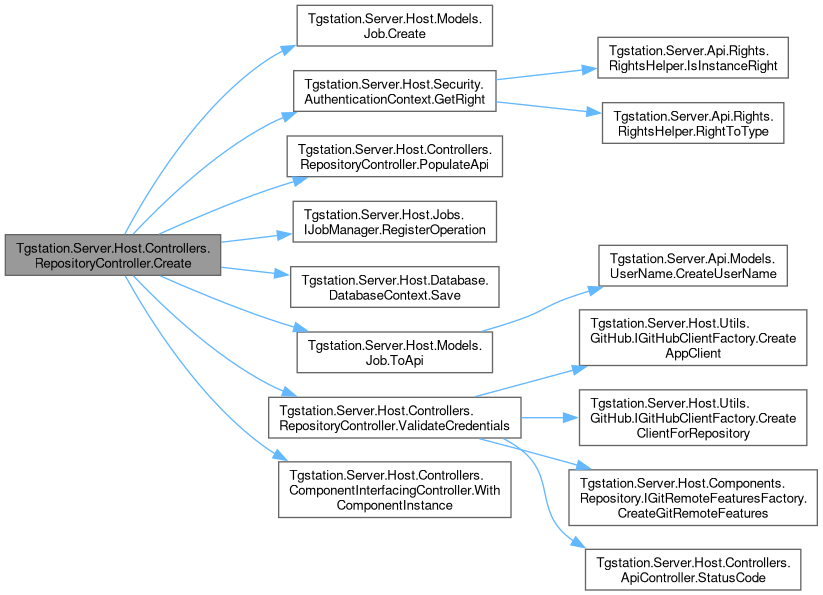 Tgstation.Server.Host.Models.
Job.Create
Tgstation.Server.Host.Security.
AuthenticationContext.GetRight
Tgstation.Server.Api.Rights.
RightsHelper.IsInstanceRight
Tgstation.Server.Api.Rights.
RightsHelper.RightToType
Tgstation.Server.Host.Controllers.
RepositoryController.PopulateApi
Tgstation.Server.Host.Jobs.
IJobManager.RegisterOperation
Tgstation.Server.Host.Controllers.
RepositoryController.Create
Tgstation.Server.Host.Database.
DatabaseContext.Save
Tgstation.Server.Api.Models.
UserName.CreateUserName
Tgstation.Server.Host.Models.
Job.ToApi
Tgstation.Server.Host.Utils.
GitHub.IGitHubClientFactory.Create
AppClient
Tgstation.Server.Host.Controllers.
RepositoryController.ValidateCredentials
Tgstation.Server.Host.Utils.
GitHub.IGitHubClientFactory.Create
ClientForRepository
Tgstation.Server.Host.Controllers.
ComponentInterfacingController.With
ComponentInstance
Tgstation.Server.Host.Components.
Repository.IGitRemoteFeaturesFactory.
CreateGitRemoteFeatures
Tgstation.Server.Host.Controllers.
ApiController.StatusCode